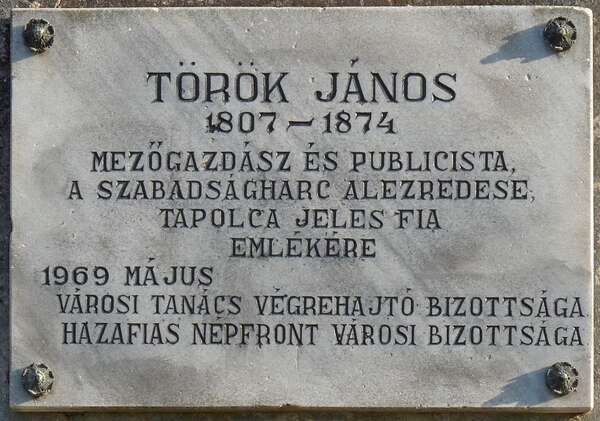 TÖRÖK JÁNOS
1807 – 1874
MEZŐGAZDÁSZ ÉS PUBLICISTA,
A SZABADSÁGHARC ALEZREDESE,
TAPOLCA JELES FIA
EMLÉKÉRE
1969 MÁJUS
VÁROSI TANÁCS VÉGREHAJTÓ BIZOTTSÁGA
HAZAFIAS NÉPFRONT VÁROSI BIZOTTSÁGA